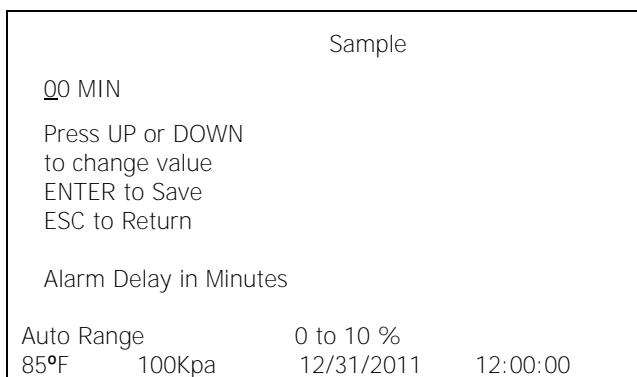 Sample
00 MIN
Press UP or DOWN
to change value
ENTER to Save
ESC to Return
Alarm Delay in Minutes
Auto Range 0 to 10 %
85ºF 100Kpa 12/31/2011 12:00:00